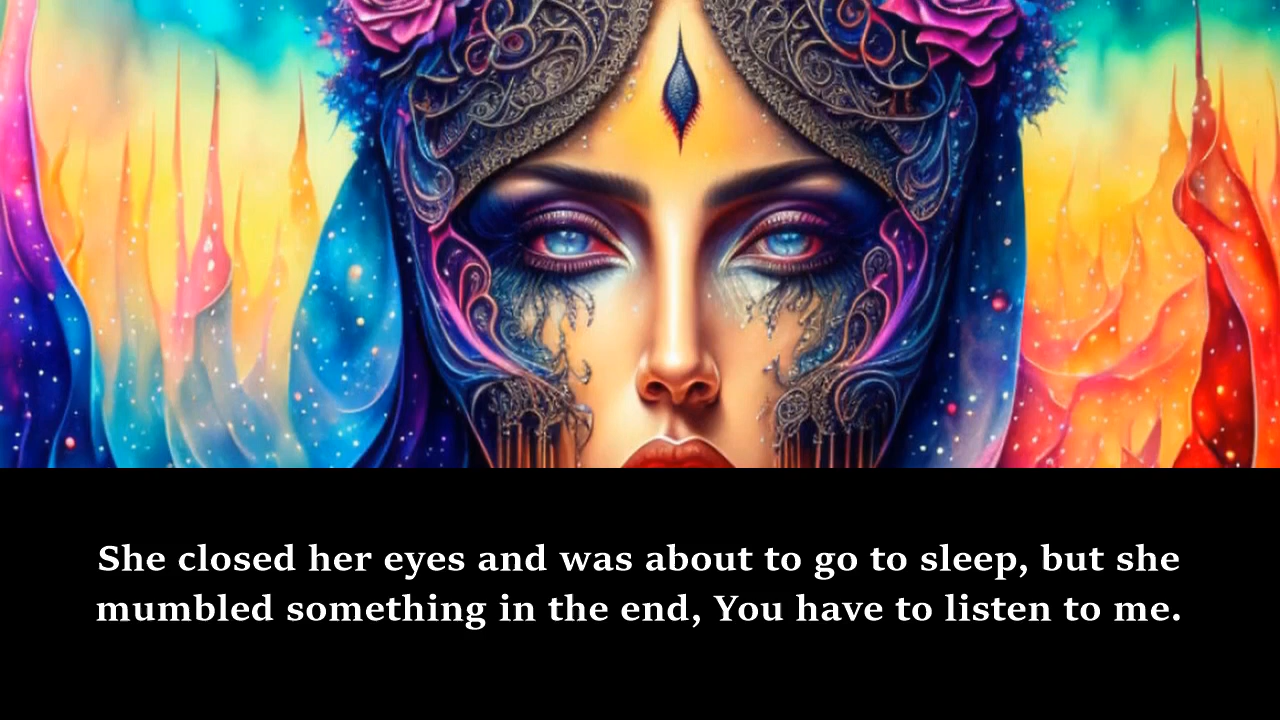 She closed her eyes and was about to go to sleep, but she
mumbled something in the end, You have to listen to me.